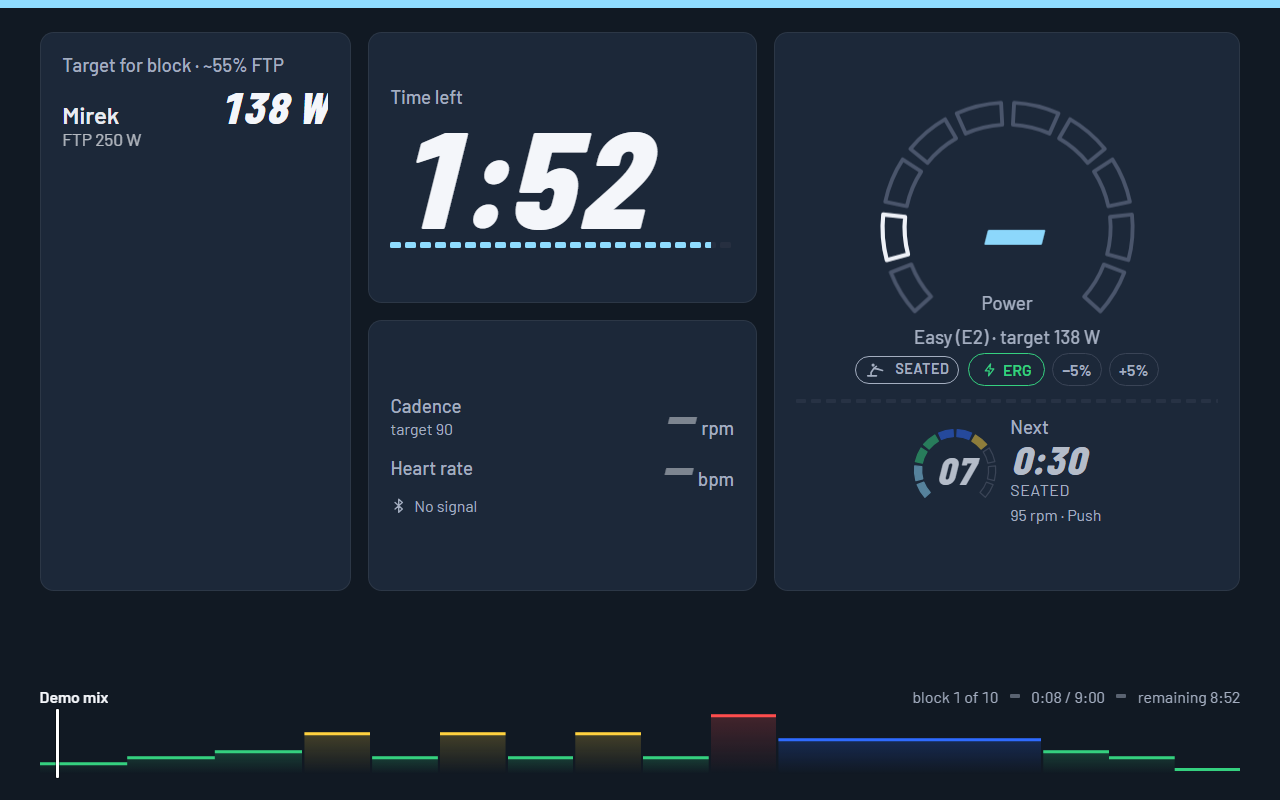 Target for block · ~55% FTP
Mirek
138 W
FTP 250 W
Time left
1:52
Cadence
target 90
rpm
Heart rate
bpm
No signal
Power
Easy (E2) · target 138 W
SEATED
ERG
−5%
+5%
07
Next
0:30
SEATED
95 rpm · Push
Demo mix
block 1 of 10 – 0:08 / 9:00 – remaining 8:52